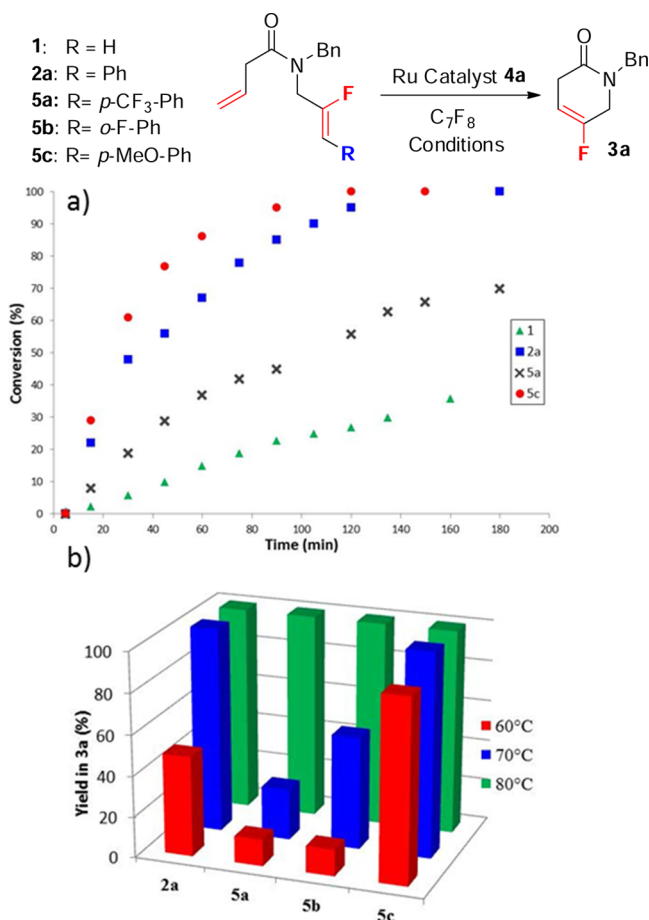 1: R = H
2a: R = Ph
5a: R= p-CF3-Ph
5b: R= o-F-Ph
5c: R= p-MeO-Ph
O
N
Bn
F
R
Ru Catalyst 4a
C7F8
Conditions
O
N
Bn
F
3a
a)
Conversion (%)
100
90
80
70
60
50
40
30
20
10
0
0 20 40 60 80 100 120 140 160 180 200
Time (min)
1
2a
5a
5c
b)
Yield in 3a (%)
100
80
60
40
20
0
2a 5a 5b 5c
60°C
70°C
80°C